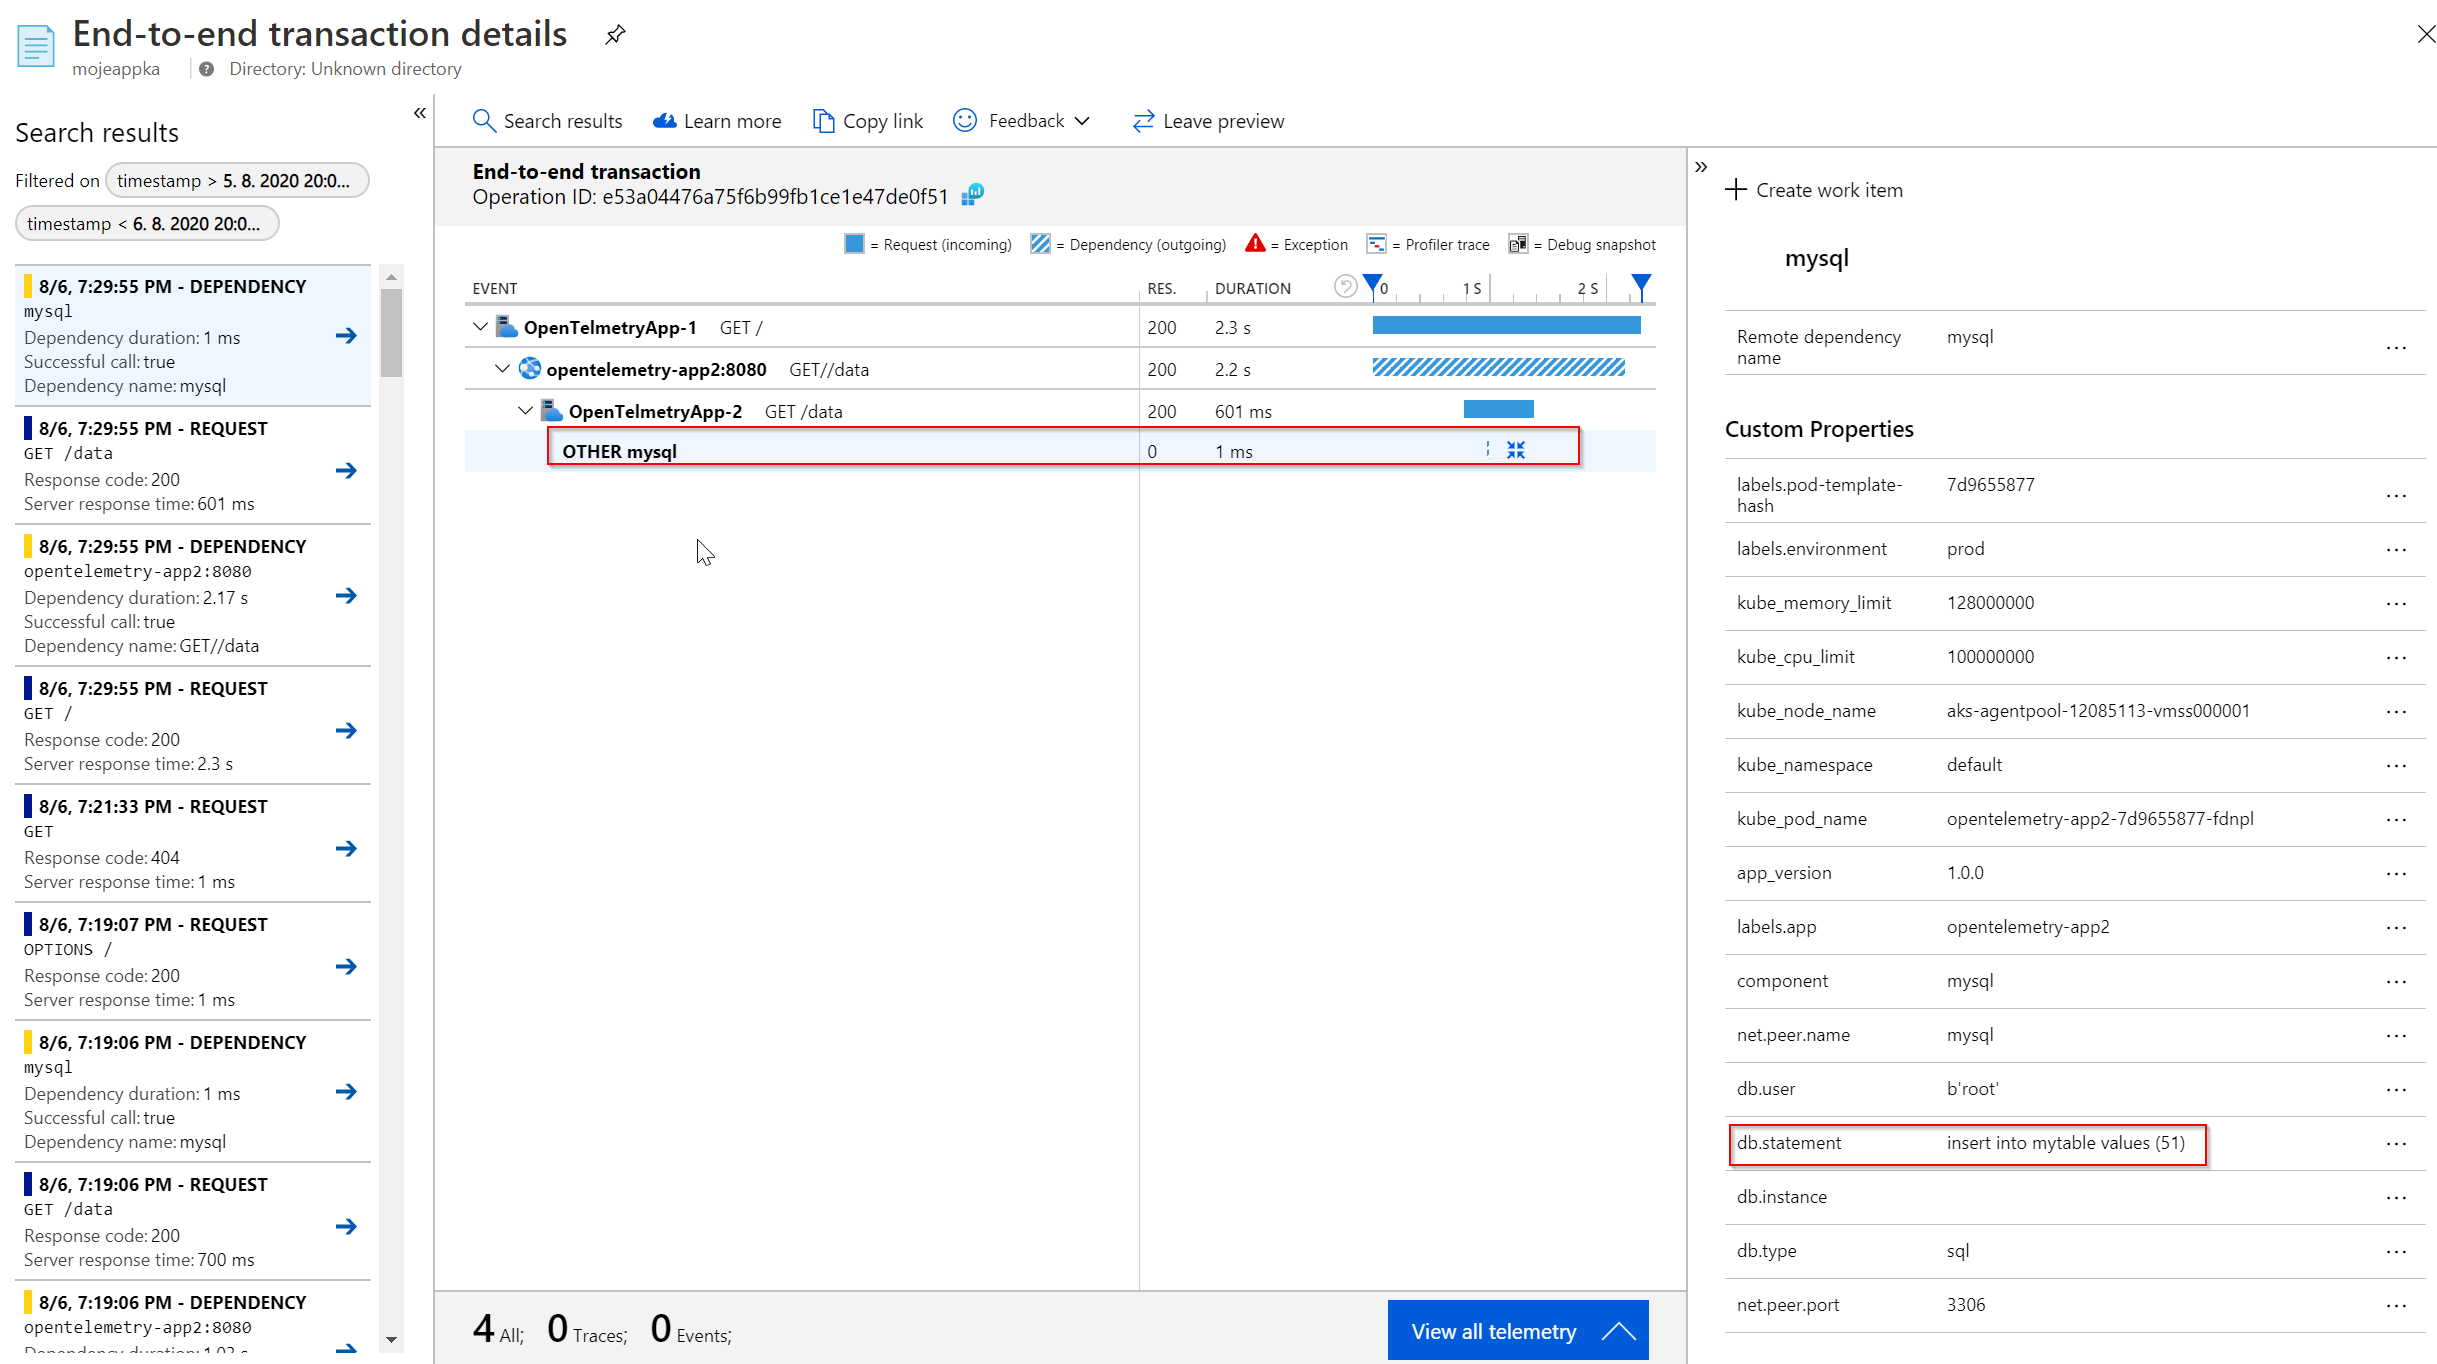 End-to-end transaction details
mojeappka
Directory: Unknown directory
Search results
Filtered on
timestamp > 5. 8. 2020 20:0...
timestamp < 6. 8. 2020 20:0...
8/6, 7:29:55 PM - DEPENDENCY
mysql
Dependency duration: 1 ms
Successful call: true
Dependency name: mysql
8/6, 7:29:55 PM - REQUEST
GET /data
Response code: 200
Server response time: 601 ms
8/6, 7:29:55 PM - DEPENDENCY
opentelemetry-app2:8080
Dependency duration: 2.17 s
Successful call: true
Dependency name: GET//data
8/6, 7:29:55 PM - REQUEST
GET /
Response code: 200
Server response time: 2.3 s
8/6, 7:21:33 PM - REQUEST
GET
Response code: 404
Server response time: 1 ms
8/6, 7:19:07 PM - REQUEST
OPTIONS /
Response code: 200
Server response time: 1 ms
8/6, 7:19:06 PM - DEPENDENCY
mysql
Dependency duration: 1 ms
Successful call: true
Dependency name: mysql
8/6, 7:19:06 PM - REQUEST
GET /data
Response code: 200
Server response time: 700 ms
8/6, 7:19:06 PM - DEPENDENCY
opentelemetry-app2:8080
Dependency duration: 1.03 s
Search results Learn more Copy link Feedback Leave preview
End-to-end transaction
Operation ID: e53a04476a75f6b99fb1ce1e47de0f51
= Request (incoming) = Dependency (outgoing) = Exception = Profiler trace = Debug snapshot
EVENT RES. DURATION 0 1 S 2 S
OpenTelmetryApp-1 GET / 200 2.3 s
opentelemetry-app2:8080 GET//data 200 2.2 s
OpenTelmetryApp-2 GET /data 200 601 ms
OTHER mysql 0 1 ms
4 All; 0 Traces; 0 Events;
View all telemetry
Create work item
mysql
Remote dependency name mysql
Custom Properties
labels.pod-template-hash 7d9655877
labels.environment prod
kube_memory_limit 128000000
kube_cpu_limit 100000000
kube_node_name aks-agentpool-12085113-vmss000001
kube_namespace default
kube_pod_name opentelemetry-app2-7d9655877-fdnpl
app_version 1.0.0
labels.app opentelemetry-app2
component mysql
net.peer.name mysql
db.user b'root'
db.statement insert into mytable values (51)
db.instance
db.type sql
net.peer.port 3306